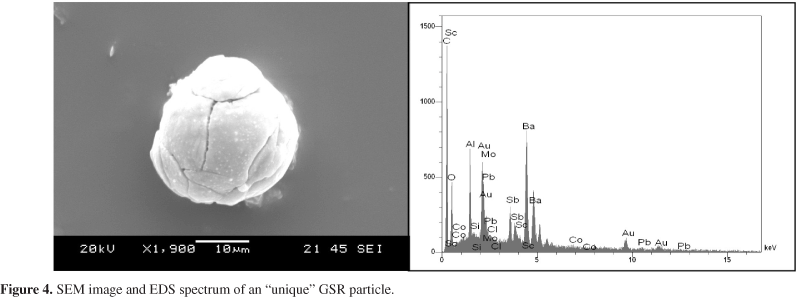 20kV X1,900 10µm 21 45 SEI
1500
1000
500
0
0
5
10
15
keV
Sc
C
O
Co
Co
Sc
Al
Si
Si
Au
Mo
Pb
Au
Pb
Cl
Mo
Cl
Sb
Sb
Sc
Sc
Ba
Ba
Co
Co
Au
Pb
Au
Pb
Figure 4. SEM image and EDS spectrum of an “unique” GSR particle.